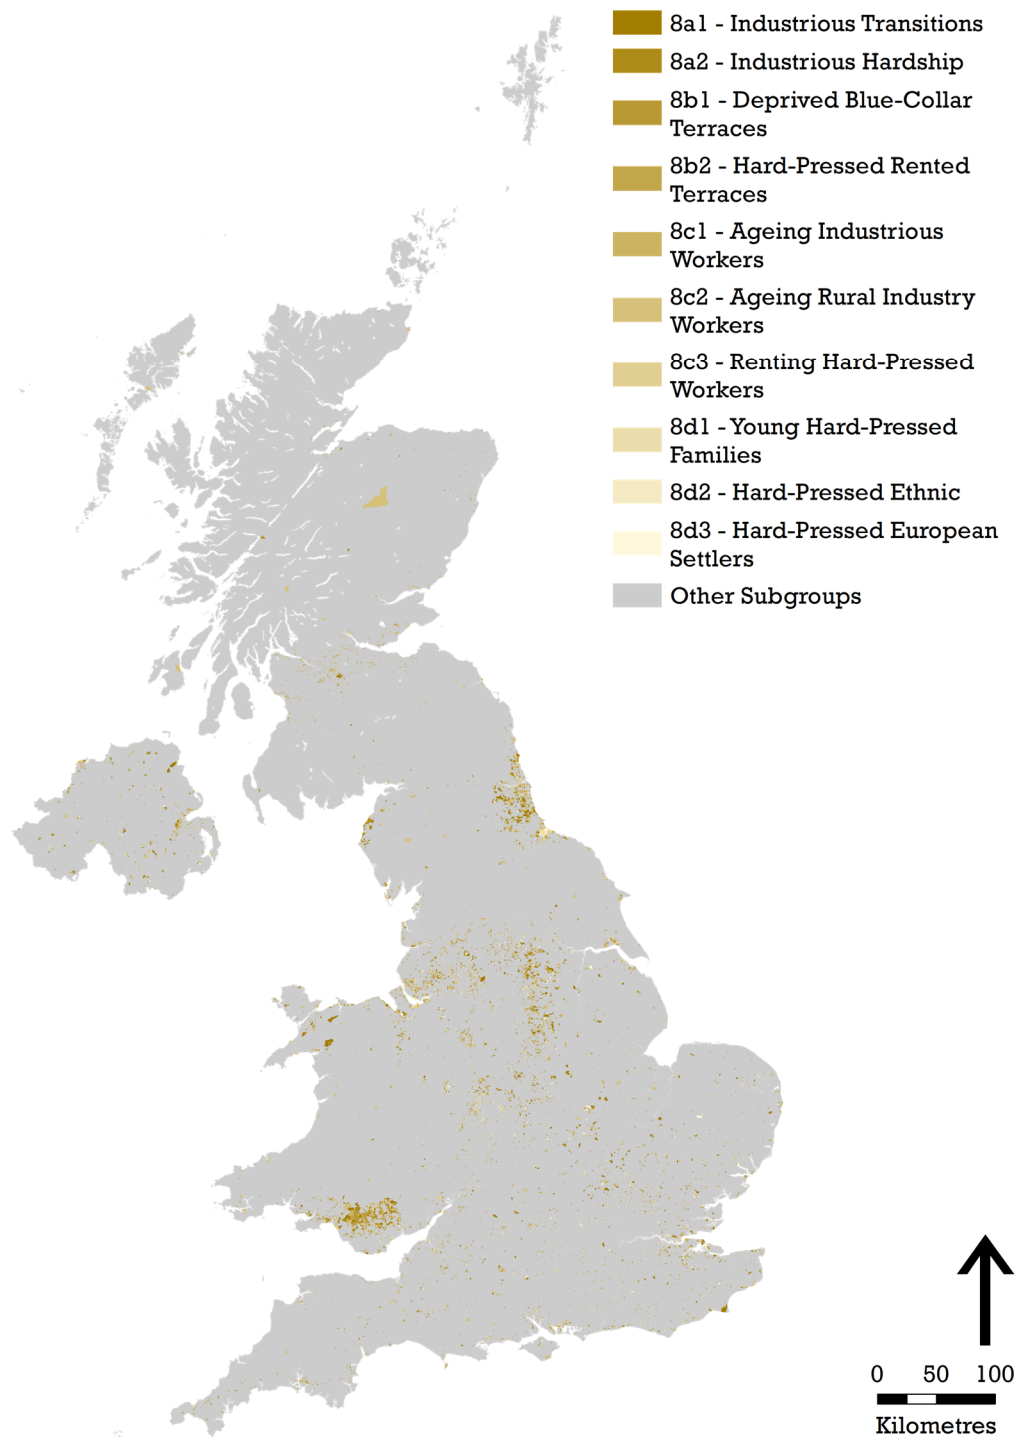 8a1 - Industrious Transitions
8a2 - Industrious Hardship
8b1 - Deprived Blue-Collar
Terraces
8b2 - Hard-Pressed Rented
Terraces
8c1 - Ageing Industrious
Workers
8c2 - Ageing Rural Industry
Workers
8c3 - Renting Hard-Pressed
Workers
8d1 - Young Hard-Pressed
Families
8d2 - Hard-Pressed Ethnic
8d3 - Hard-Pressed European
Settlers
Other Subgroups
0 50 100
Kilometres